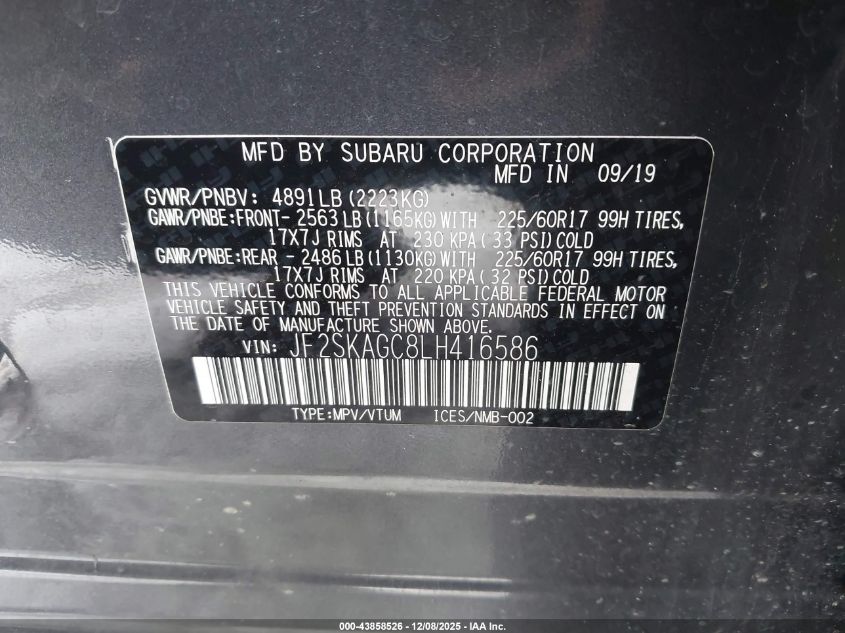 MFD BY SUBARU CORPORATION
MFD IN 09/19
GVWR/PNBV: 4891LB(2223KG)
GAWR/PNBE:FRONT- 2563LB(1165KG)WITH 225/60R17 99H TIRES,
17X7J RIMS AT 230 KPA( 33 PSI)COLD
GAWR/PNBE:REAR - 2486LB(1130KG)WITH 225/60R17 99H TIRES,
17X7J RIMS AT 220 KPA( 32 PSI)COLD
THIS VEHICLE CONFORMS TO ALL APPLICABLE FEDERAL MOTOR
VEHICLE SAFETY AND THEFT PREVENTION STANDARDS IN EFFECT ON
THE DATE OF MANUFACTURE SHOWN ABOVE.
VIN: JF2SKAGC8LH416586
TYPE:MPV/VTUM ICES/NMB-002
000-43858526 - 12/08/2025 - IAA Inc.